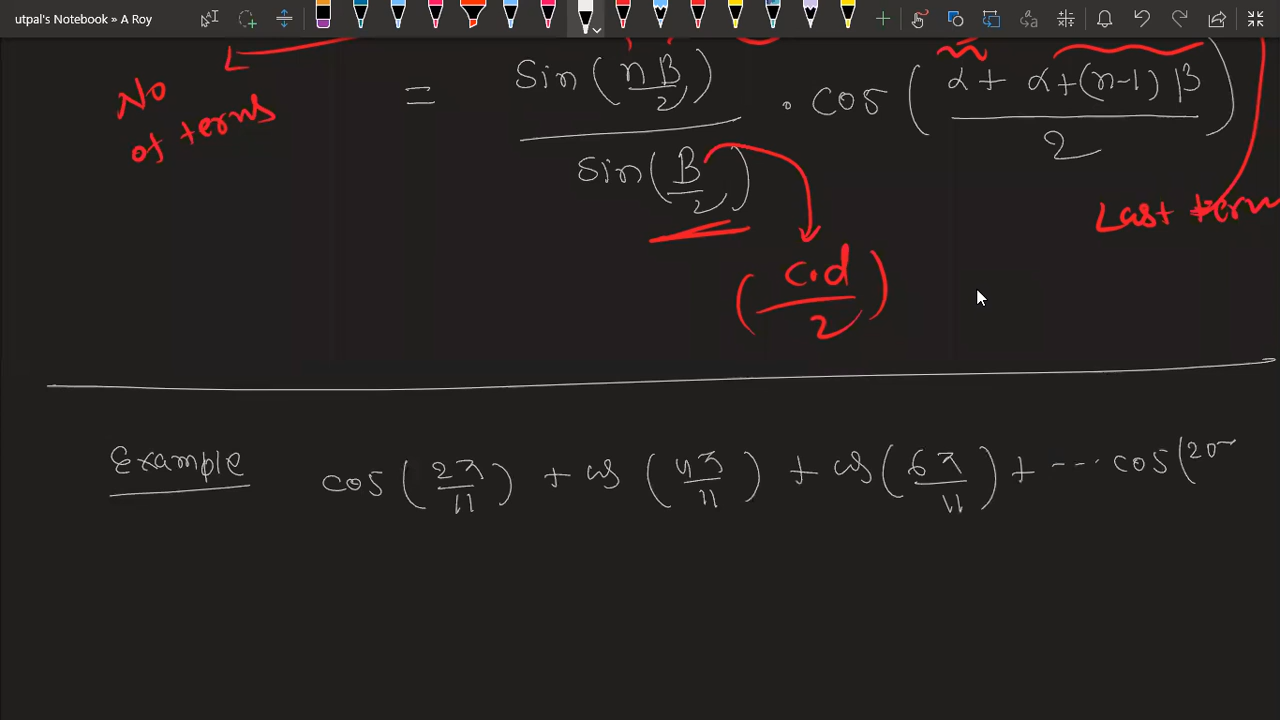 utpal's Notebook » A Roy
No of terms
= sin(nβ/2) / sin(β/2) · cos(α + α+(n-1)β / 2)
Last term
(c.d / 2)
Example cos(2π/11) + cos(4π/11) + cos(6π/11) + --- cos(20